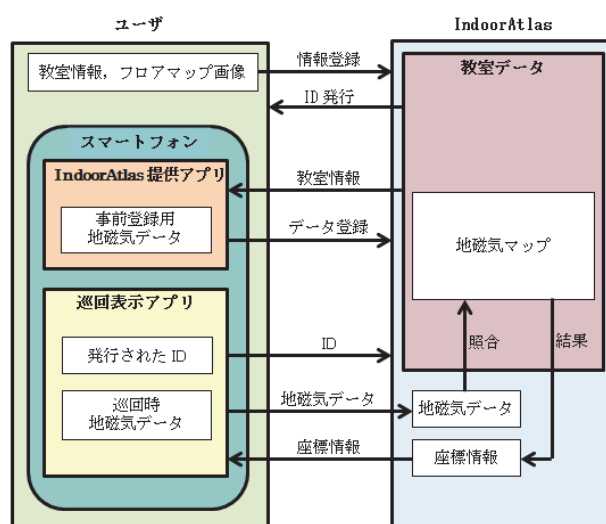 ユーザ
IndoorAtlas
教室情報，フロアマップ画像
情報登録
教室データ
ID 発行
スマートフォン
IndoorAtlas 提供アプリ
教室情報
事前登録用
地磁気データ
データ登録
地磁気マップ
巡回表示アプリ
発行された ID
ID
照合
結果
巡回時
地磁気データ
地磁気データ
地磁気データ
座標情報
座標情報